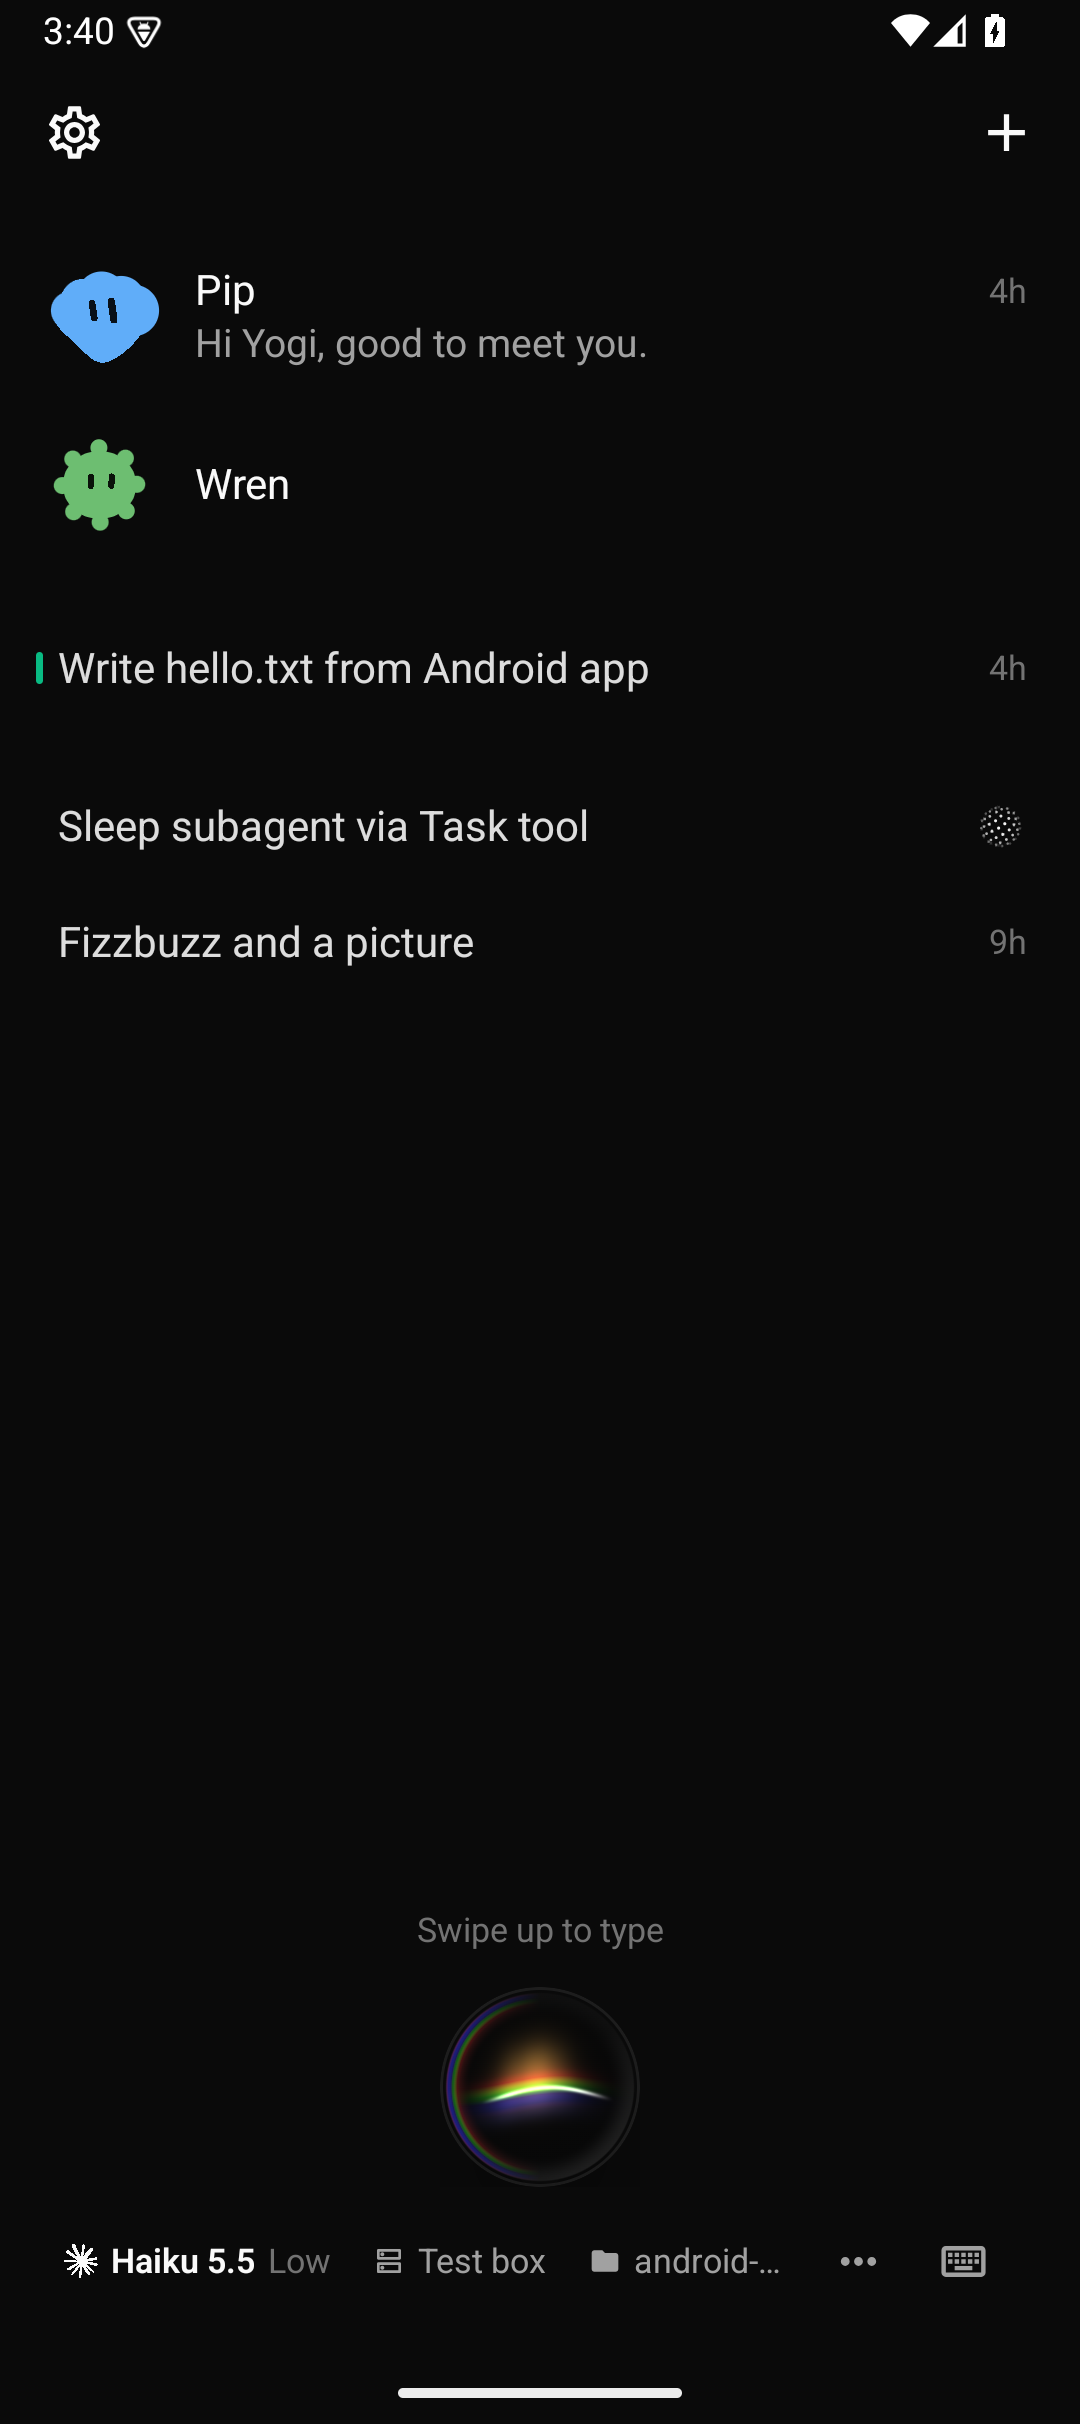 3:40
Pip
4h
Hi Yogi, good to meet you.
Wren
Write hello.txt from Android app
4h
Sleep subagent via Task tool
Fizzbuzz and a picture
9h
Swipe up to type
Haiku 5.5 Low
Test box
android-...